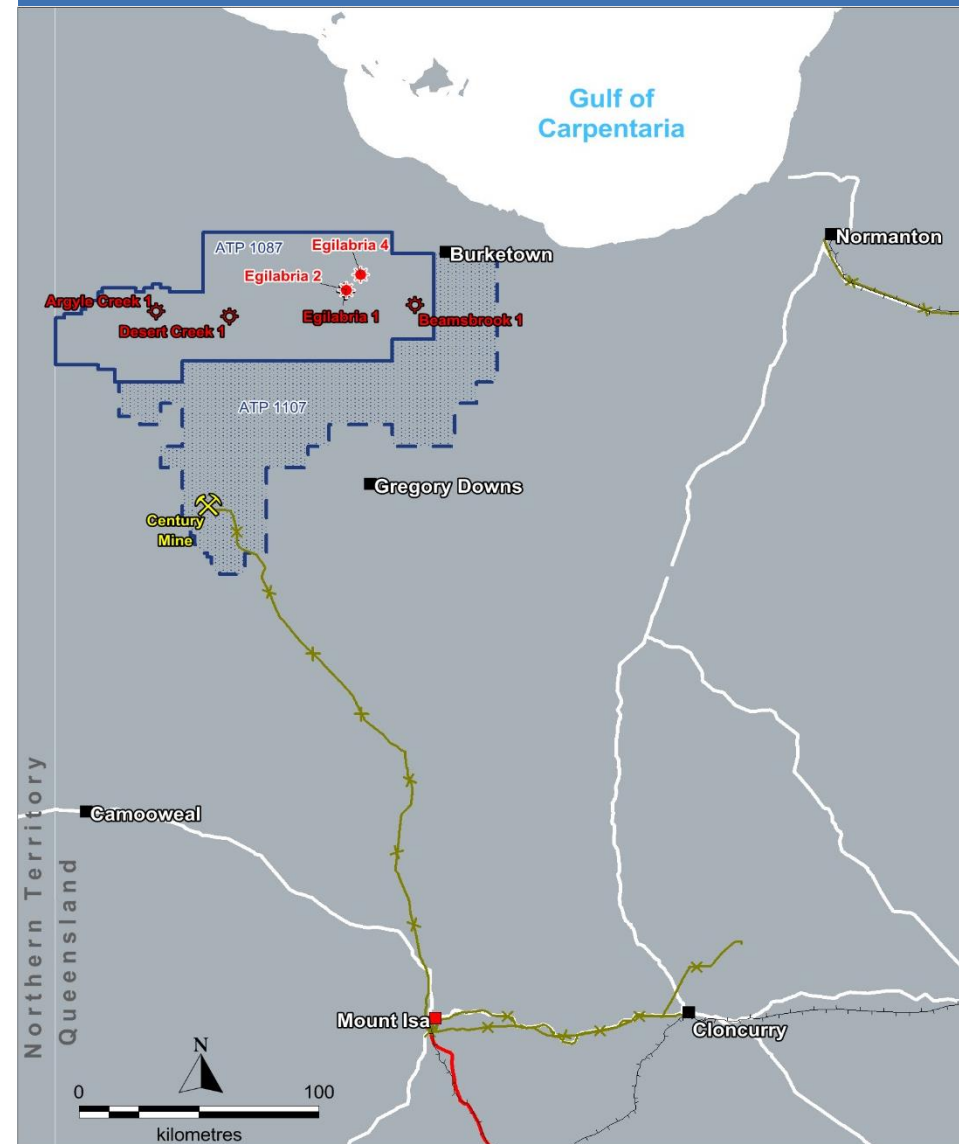 Gulf of
Carpentaria
Normanton
ATP 1087
Egilabria 4
Burketown
Egilabria 2
Argyle Creek 1
Desert Creek 1
Egilabria 1
Beamsbrook 1
ATP 1107
Gregory Downs
Century
Mine
Northern Territory
Queensland
Camooweal
Mount Isa
Cloncurry
N
0 100
kilometres